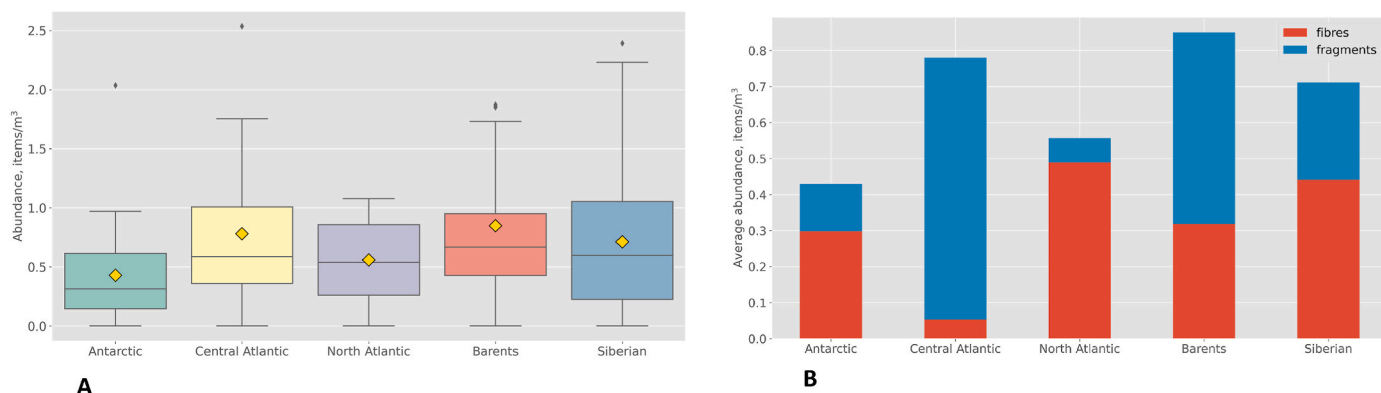 2.5
2.0
1.5
1.0
0.5
0.0
Abundance, items/m³
Antarctic Central Atlantic North Atlantic Barents Siberian
A
fibres
fragments
0.8
0.7
0.6
0.5
0.4
0.3
0.2
0.1
0.0
Average abundance, items/m³
Antarctic Central Atlantic North Atlantic Barents Siberian
B